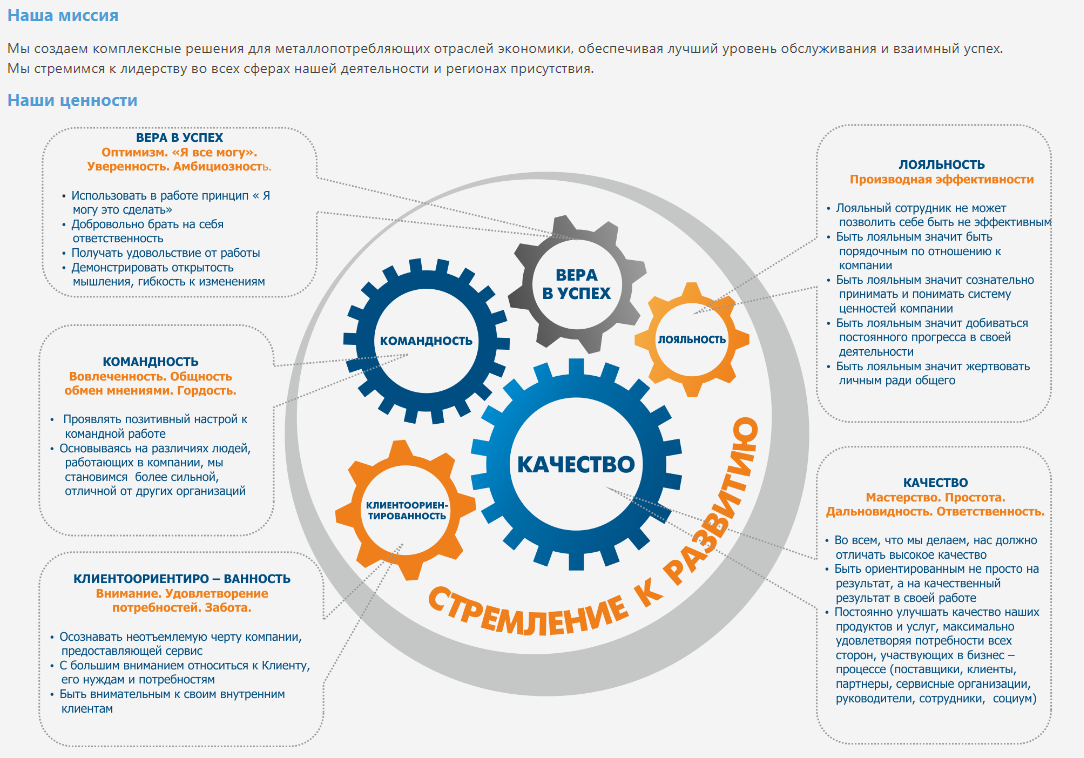 Наша миссия
Мы создаем комплексные решения для металлопотребляющих отраслей экономики, обеспечивая лучший уровень обслуживания и взаимный успех.
Мы стремимся к лидерству во всех сферах нашей деятельности и регионах присутствия.
Наши ценности
ВЕРА В УСПЕХ
Оптимизм. «Я все могу».
Уверенность. Амбициозность.
• Использовать в работе принцип « Я
могу это сделать»
• Добровольно брать на себя
ответственность
• Получать удовольствие от работы
• Демонстрировать открытость
мышления, гибкость к изменениям
КОМАНДНОСТЬ
Вовлеченность. Общность
обмен мнениями. Гордость.
• Проявлять позитивный настрой к
командной работе
• Основываясь на различиях людей,
работающих в компании, мы
становимся более сильной,
отличной от других организаций
КЛИЕНТООРИЕНТИРО – ВАННОСТЬ
Внимание. Удовлетворение
потребностей. Забота.
• Осознавать неотъемлемую черту компании,
предоставляющей сервис
• С большим вниманием относиться к Клиенту,
его нуждам и потребностям
• Быть внимательным к своим внутренним
клиентам
ВЕРА
В УСПЕХ
КОМАНДНОСТЬ
ЛОЯЛЬНОСТЬ
КАЧЕСТВО
КЛИЕНТООРИЕН-
ТИРОВАННОСТЬ
СТРЕМЛЕНИЕ К РАЗВИТИЮ
ЛОЯЛЬНОСТЬ
Производная эффективности
• Лояльный сотрудник не может
позволить себе быть не эффективным
• Быть лояльным значит быть
порядочным по отношению к
компании
• Быть лояльным значит сознательно
принимать и понимать систему
ценностей компании
• Быть лояльным значит добиваться
постоянного прогресса в своей
деятельности
• Быть лояльным значит жертвовать
личным ради общего
КАЧЕСТВО
Мастерство. Простота.
Дальновидность. Ответственность.
• Во всем, что мы делаем, нас должно
отличать высокое качество
• Быть ориентированным не просто на
результат, а на качественный
результат в своей работе
• Постоянно улучшать качество наших
продуктов и услуг, максимально
удовлетворяя потребности всех
сторон, участвующих в бизнес –
процессе (поставщики, клиенты,
партнеры, сервисные организации,
руководители, сотрудники, социум)